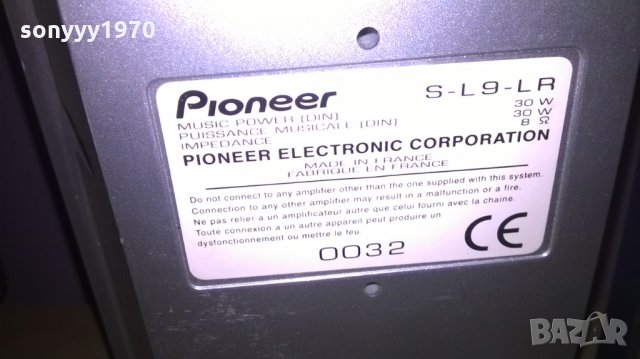 sonyyy1970
Pioneer S-L9-LR
MUSIC POWER (DIN) 30 W
PUISSANCE MUSICALE (DIN) 30 W
IMPEDANCE 8 Ω
PIONEER ELECTRONIC CORPORATION
MADE IN FRANCE
FABRIQUE EN FRANCE
Do not connect to any amplifier other than the one supplied with this system.
Connection to any other amplifier may result in a malfunction or a fire.
Ne pas relier a un amplificateur autre que celui fourni avec la chaine.
Toute connexion a un autre appareil peut produire un
dysfonctionnement ou mettre le feu.
0032 CE
BAZAR